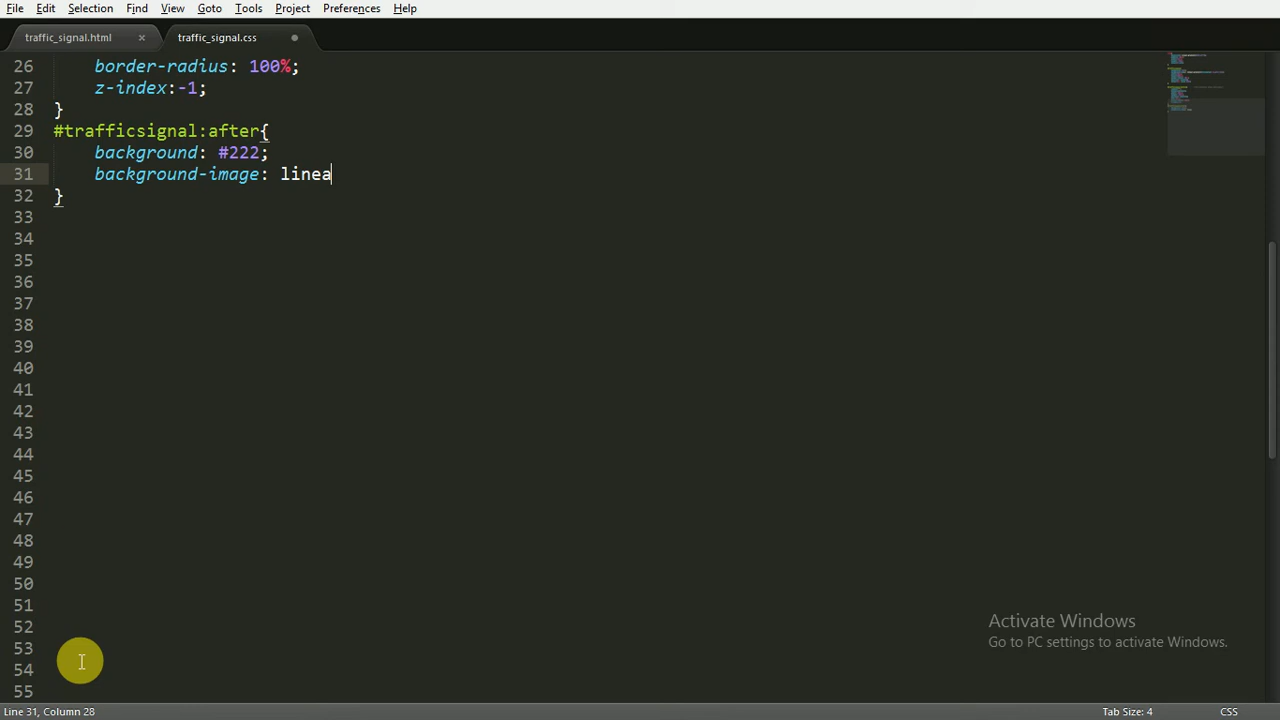 File Edit Selection Find View Goto Tools Project Preferences Help
traffic_signal.html × traffic_signal.css
26 border-radius: 100%;
27 z-index:-1;
28 }
29 #trafficsignal:after{
30 background: #222;
31 background-image: linea
32 }
33
34
35
36
37
38
39
40
41
42
43
44
45
46
47
48
49
50
51
52
53
54
55
Activate Windows
Go to PC settings to activate Windows.
Line 31, Column 28 Tab Size: 4 CSS